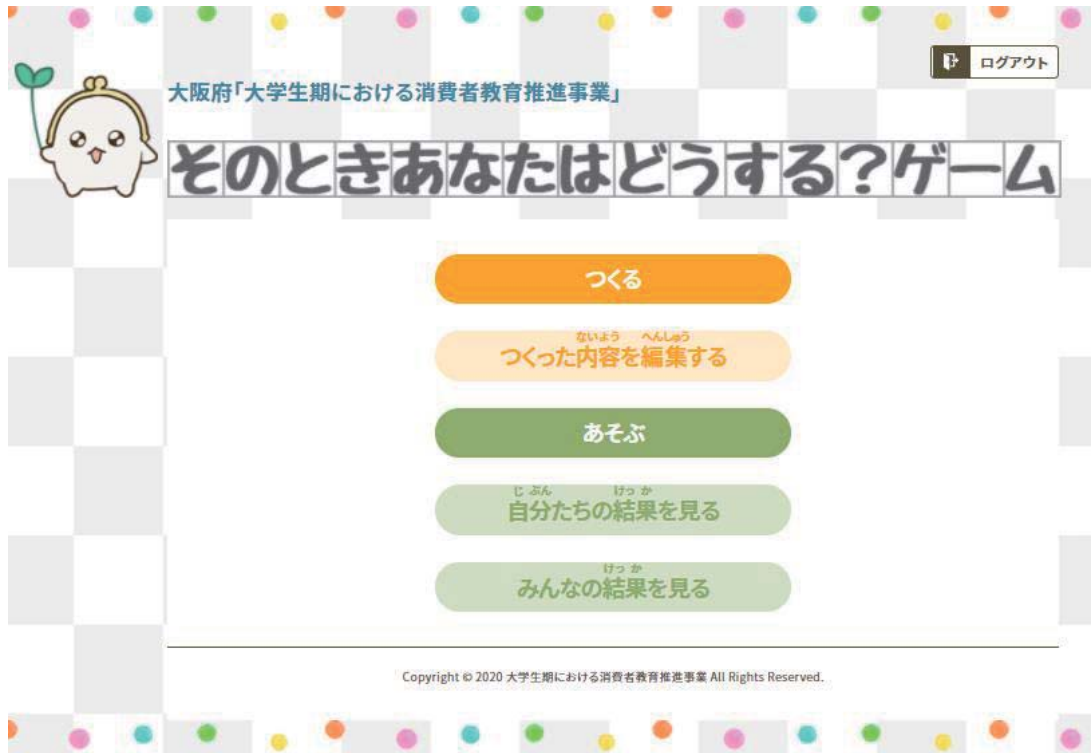 ログアウト
大阪府「大学生期における消費者教育推進事業」
そのときあなたはどうする？ゲーム
つくる
ないよう へんしゅう
つくった内容を編集する
あそぶ
じぶん けっか
自分たちの結果を見る
けっか
みんなの結果を見る
Copyright © 2020 大学生期における消費者教育推進事業 All Rights Reserved.